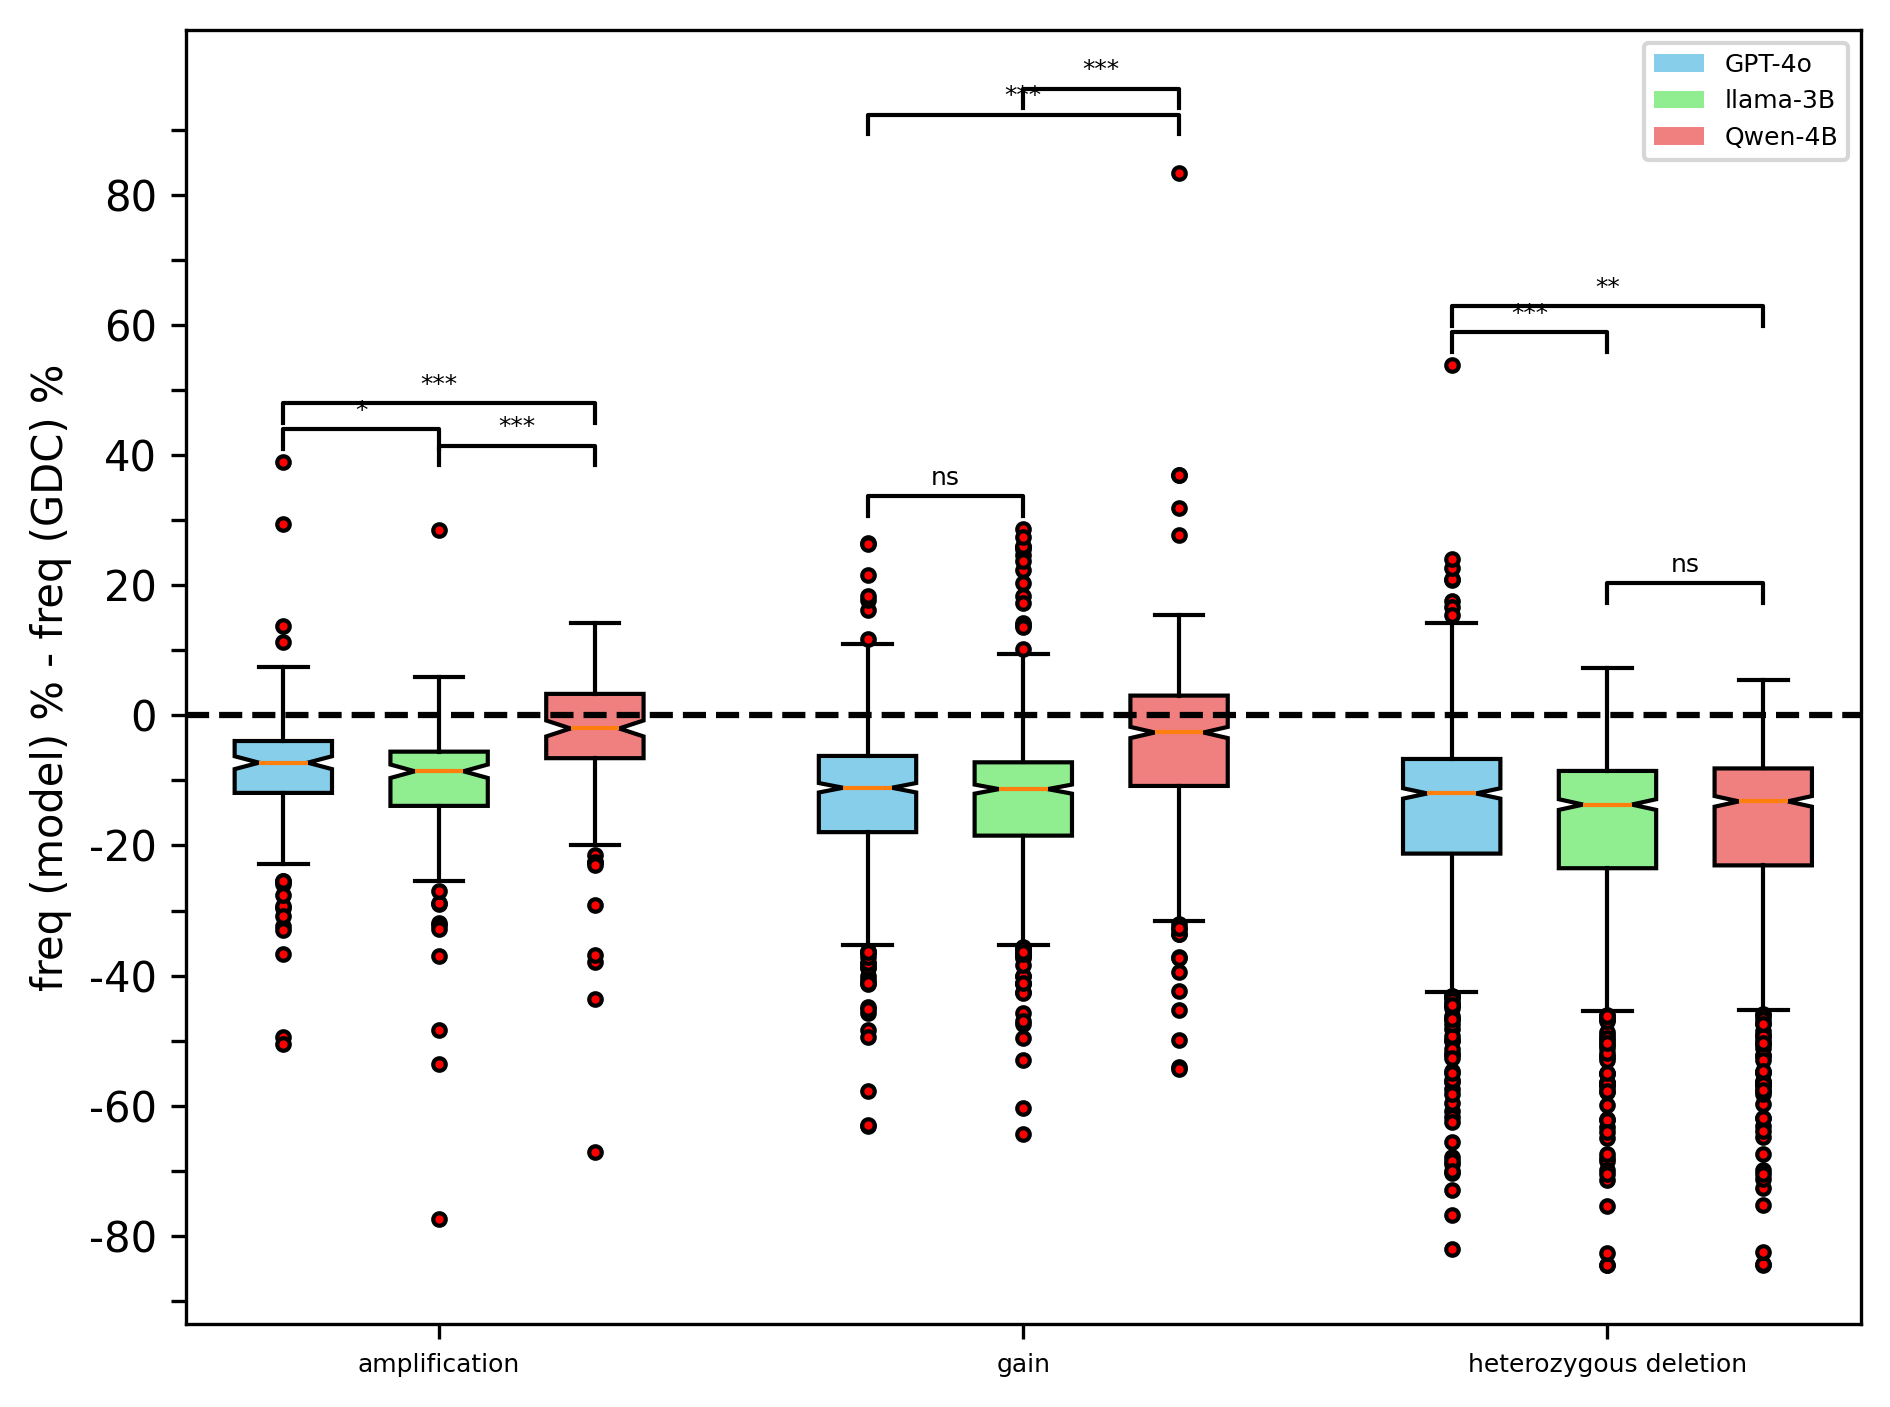 ***
***
GPT-4o
llama-3B
Qwen-4B
80
**
***
60
***
*
***
40
ns
20
ns
0
-20
-40
-60
-80
freq (model) % - freq (GDC) %
amplification
gain
heterozygous deletion